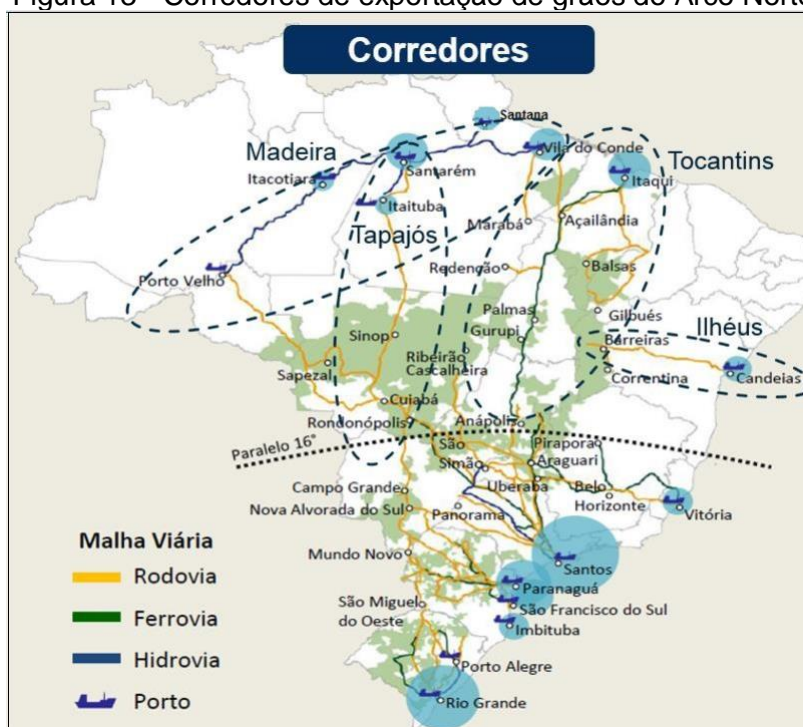 Figura 18 - Corredores de exportação de grãos do Arco Norte
Corredores
Santana
Madeira
Vila do Conde
Tocantins
Santarém
Itacotiara
Itaqui
Itaituba
Tapajós
Marabá
Açailândia
Redenção
Balsas
Porto Velho
Palmas
Gilbués
Gurupi
Ilhéus
Sinop
Ribeirão
Cascalheira
Barreiras
Sapezal
Correntina
Candeias
Cuiabá
Rondonópolis
Anápolis
Paralelo 16°
São
Simão
Pirapora
Araguari
Campo Grande
Uberaba
Belo
Horizonte
Nova Alvorada do Sul
Panorama
Vitória
Malha Viária
Mundo Novo
Santos
Rodovia
Paranaguá
São Francisco do Sul
Ferrovia
São Miguel
do Oeste
Imbituba
Hidrovia
Porto Alegre
Porto
Rio Grande